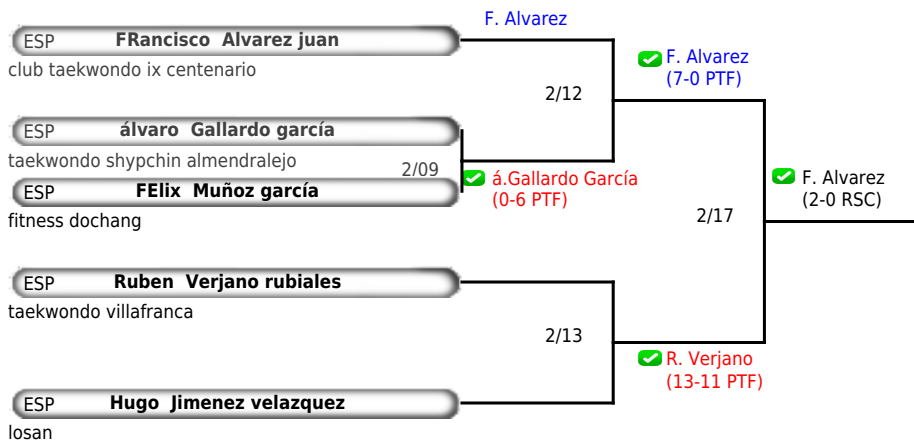 F. Alvarez
ESP FRancisco Alvarez juan
club taekwondo ix centenario
F. Alvarez
(7-0 PTF)
2/12
ESP álvaro Gallardo garcía
taekwondo shypchin almendralejo
2/09
á.Gallardo García
(0-6 PTF)
ESP FElix Muñoz garcía
fitness dochang
F. Alvarez
(2-0 RSC)
2/17
ESP Ruben Verjano rubiales
taekwondo villafranca
2/13
R. Verjano
(13-11 PTF)
ESP Hugo Jimenez velazquez
losan